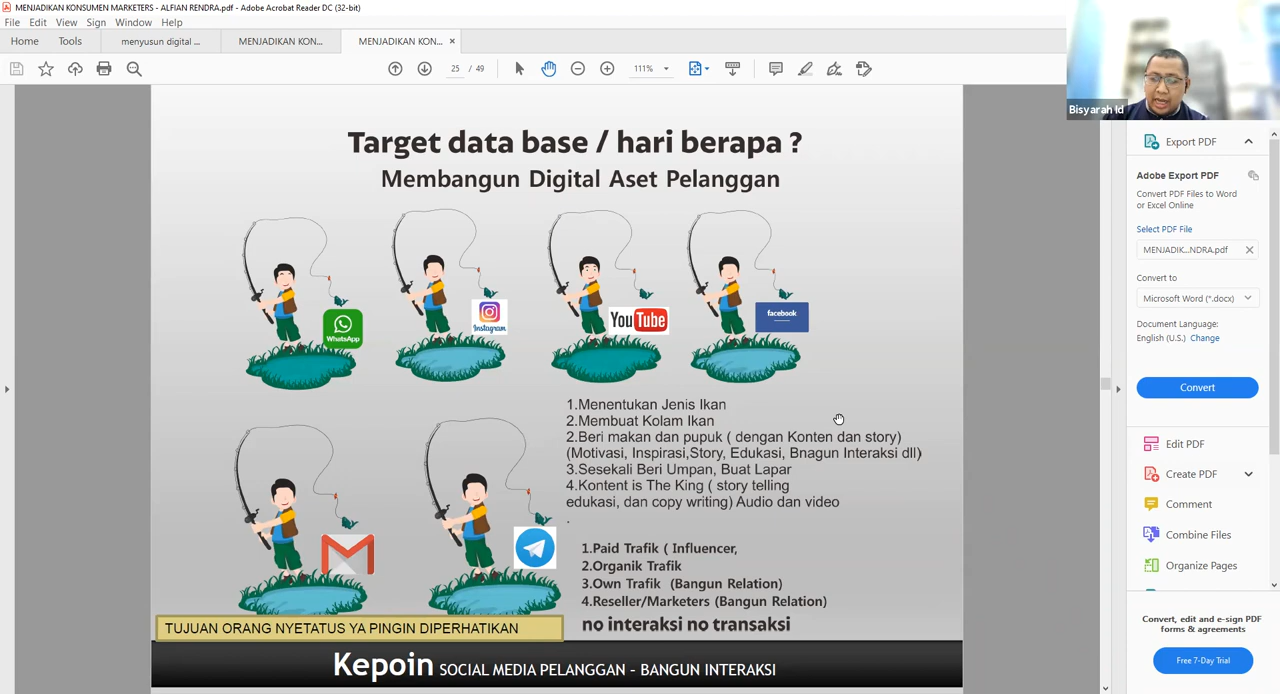 MENJADIKAN KONSUMEN MARKETERS - ALFIAN RENDRA.pdf - Adobe Acrobat Reader DC (32-bit)
File Edit View Sign Window Help
Home Tools menyusun digital ... MENJADIKAN KON... MENJADIKAN KON... ×
25 / 49 111%
Bisyarah Id
Target data base / hari berapa ?
Membangun Digital Aset Pelanggan
WhatsApp
Instagram
YouTube
facebook
1.Menentukan Jenis Ikan
2.Membuat Kolam Ikan
2.Beri makan dan pupuk ( dengan Konten dan story)
(Motivasi, Inspirasi,Story, Edukasi, Bnagun Interaksi dll)
3.Sesekali Beri Umpan, Buat Lapar
4.Kontent is The King ( story telling
edukasi, dan copy writing) Audio dan video
.
1.Paid Trafik ( Influencer,
2.Organik Trafik
3.Own Trafik (Bangun Relation)
4.Reseller/Marketers (Bangun Relation)
no interaksi no transaksi
TUJUAN ORANG NYETATUS YA PINGIN DIPERHATIKAN
Kepoin SOCIAL MEDIA PELANGGAN - BANGUN INTERAKSI
Export PDF
Adobe Export PDF
Convert PDF Files to Word
or Excel Online
Select PDF File
MENJADIK...NDRA.pdf ×
Convert to
Microsoft Word (*.docx)
Document Language:
English (U.S.) Change
Convert
Edit PDF
Create PDF
Comment
Combine Files
Organize Pages
Convert, edit and e-sign PDF
forms & agreements
Free 7-Day Trial